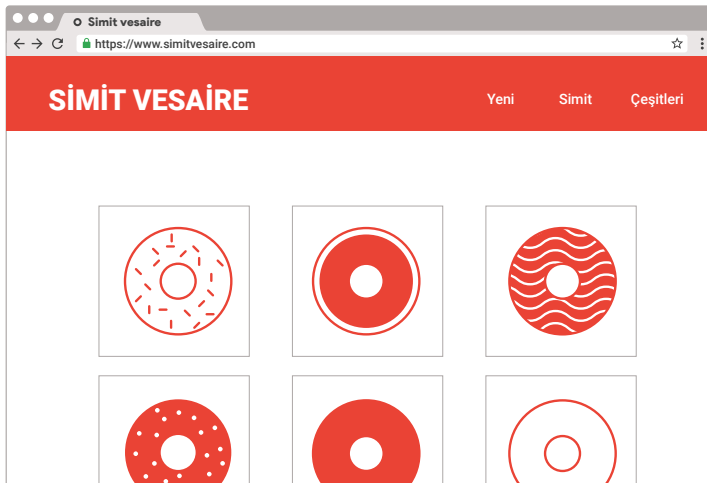 Simit vesaire
https://www.simitvesaire.com
SİMİT VESAİRE
Yeni Simit Çeşitleri